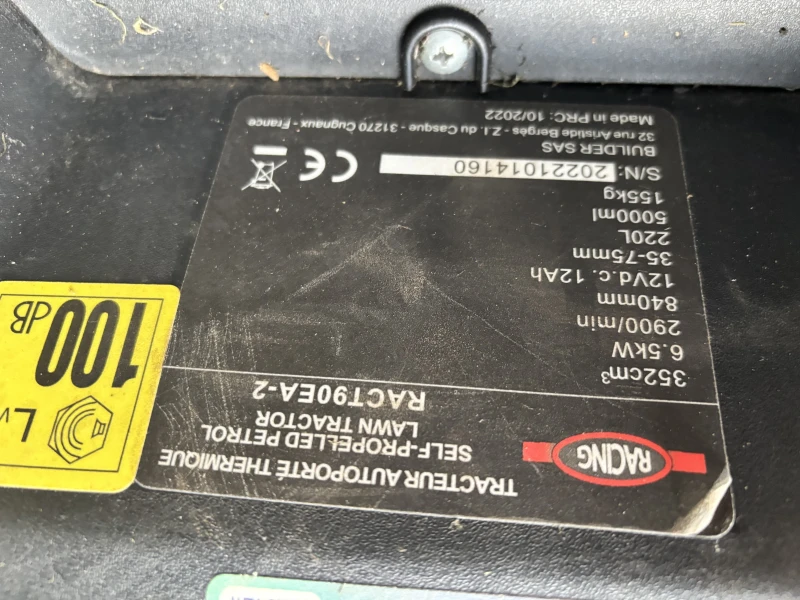 RACING
TRACTEUR AUTOPORTÉ THERMIQUE
SELF-PROPELLED PETROL
LAWN TRACTOR
RACT90EA-2
352cm³
6.5kW
2900/min
840mm
12Vd.c. 12Ah
35-75mm
220L
5000ml
155kg
S/N: 20221014160
BUILDER SAS
32 rue Aristide Bergès - Z.I. du Casque - 31270 Cugnaux - France
Made in PRC: 10/2022
CE
100 dB